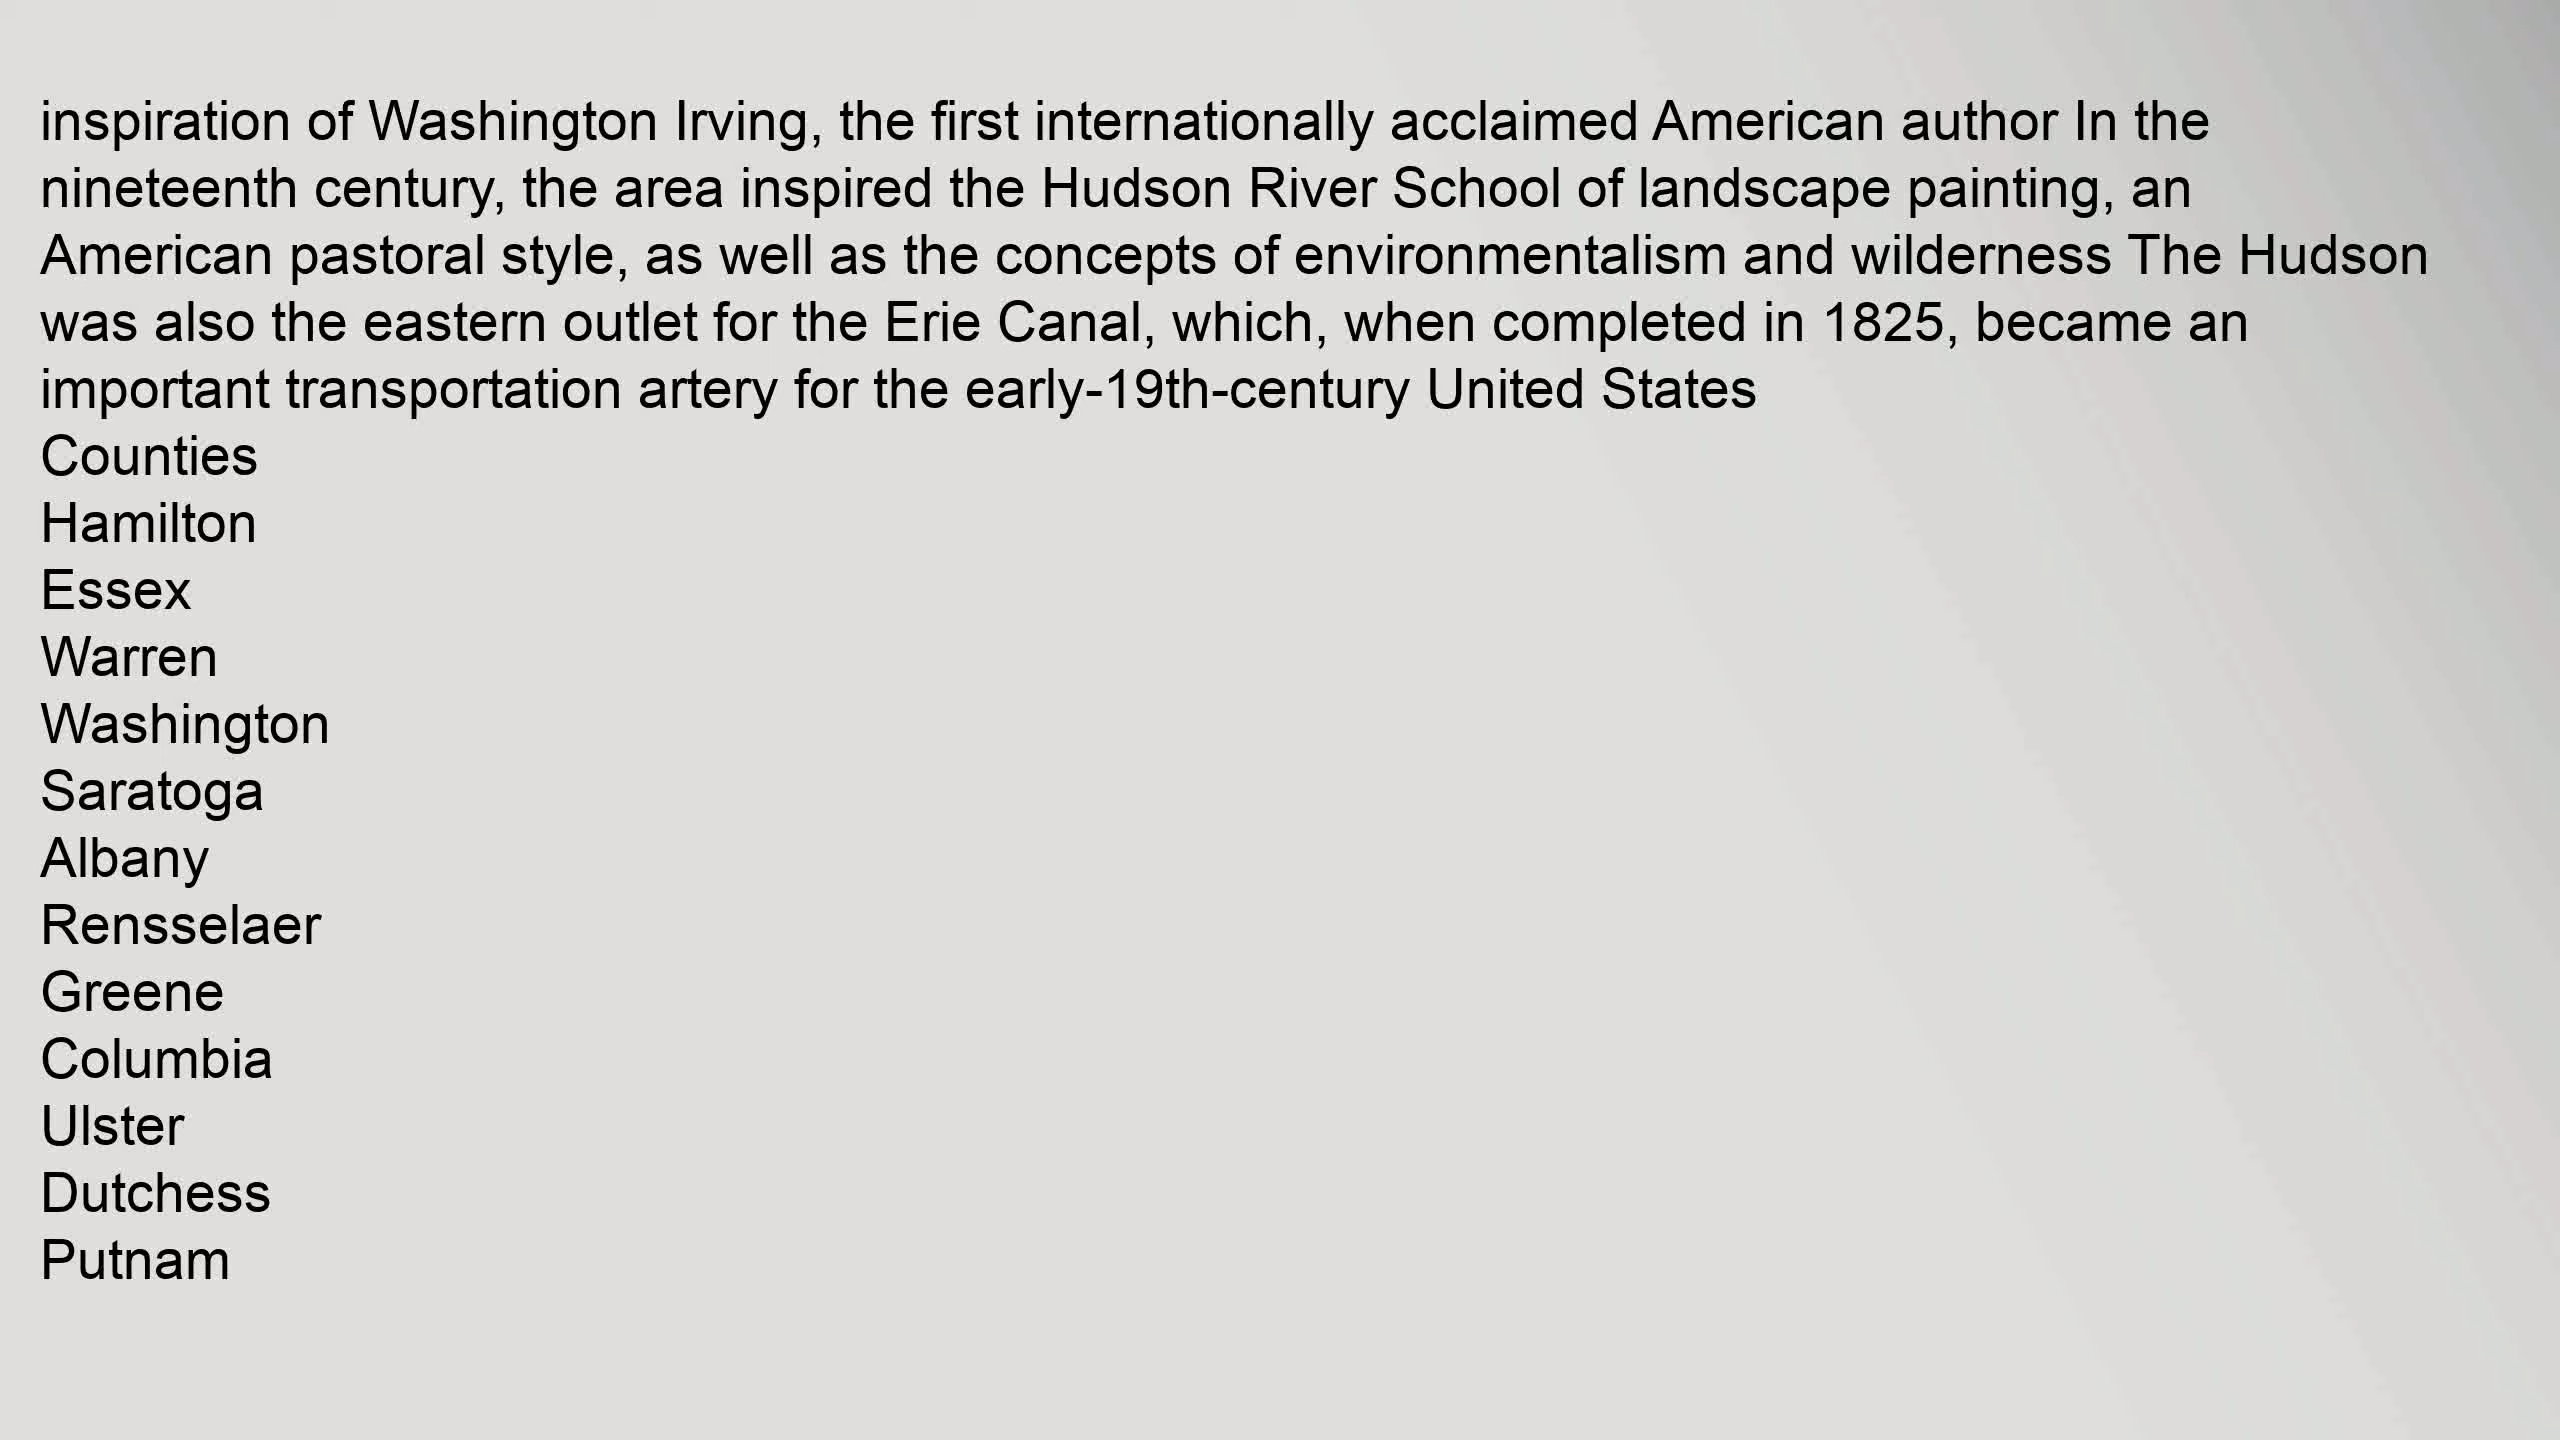 inspiration of Washington Irving, the first internationally acclaimed American author In the
nineteenth century, the area inspired the Hudson River School of landscape painting, an
American pastoral style, as well as the concepts of environmentalism and wilderness The Hudson
was also the eastern outlet for the Erie Canal, which, when completed in 1825, became an
important transportation artery for the early-19th-century United States
Counties
Hamilton
Essex
Warren
Washington
Saratoga
Albany
Rensselaer
Greene
Columbia
Ulster
Dutchess
Putnam